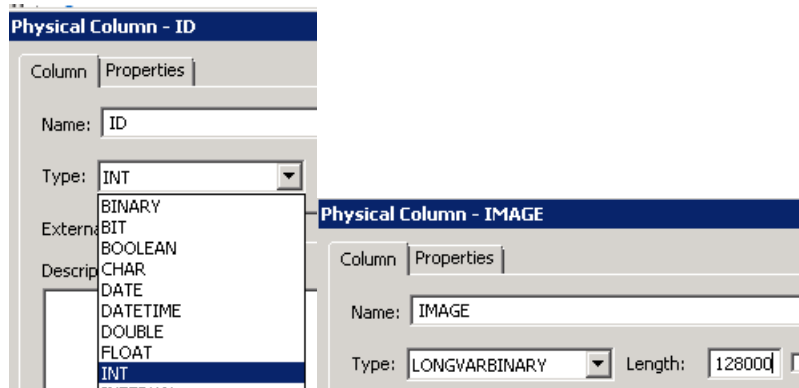 Physical Column - ID
Column Properties
Name: ID
Type: INT
BINARY
Externa BIT
BOOLEAN
Descrip CHAR
DATE
DATETIME
DOUBLE
FLOAT
INT
Physical Column - IMAGE
Column Properties
Name: IMAGE
Type: LONGVARBINARY Length: 128000